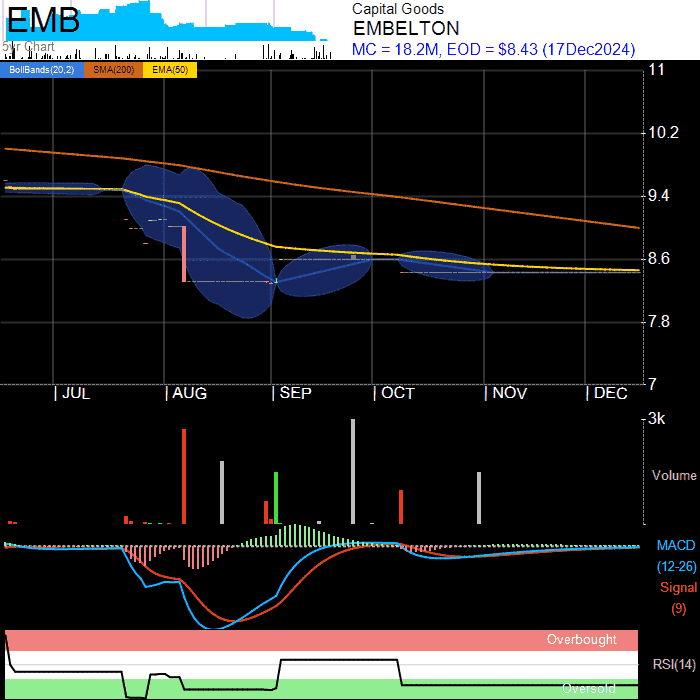 EMB
5yr Chart
Capital Goods
EMBELTON
MC = 18.2M, EOD = $8.43 (17Dec2024)
BollBands(20,2) SMA(200) EMA(50)
11
10.2
9.4
8.6
7.8
7
JUL AUG SEP OCT NOV DEC
3k
Volume
MACD
(12-26)
Signal
(9)
Overbought
RSI(14)
Oversold